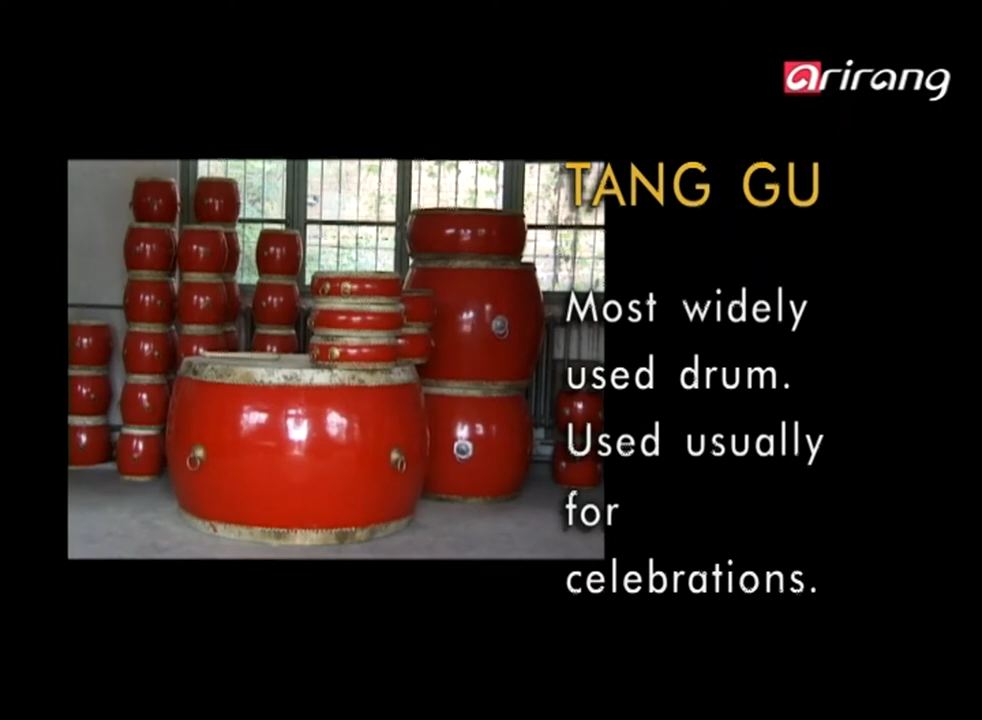 arirang
TANG GU
Most widely
used drum.
Used usually
for
celebrations.